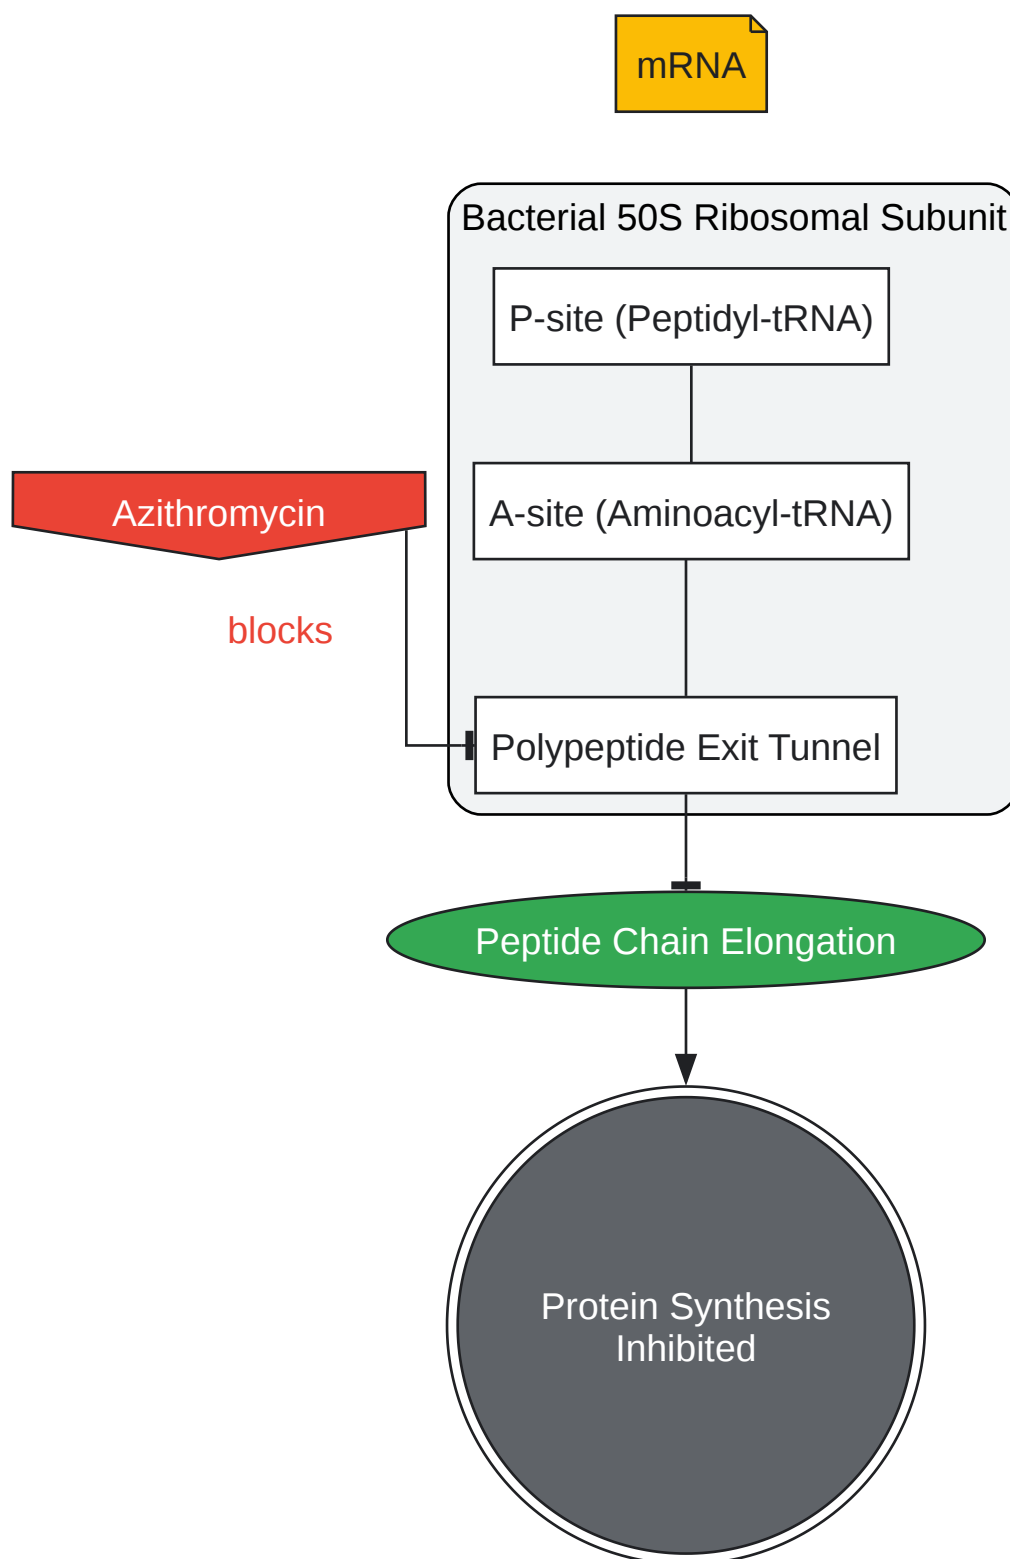 mRNA
Bacterial 50S Ribosomal Subunit
P-site (Peptidyl-tRNA)
Azithromycin
A-site (Aminoacyl-tRNA)
blocks
Polypeptide Exit Tunnel
Peptide Chain Elongation
Protein Synthesis
Inhibited